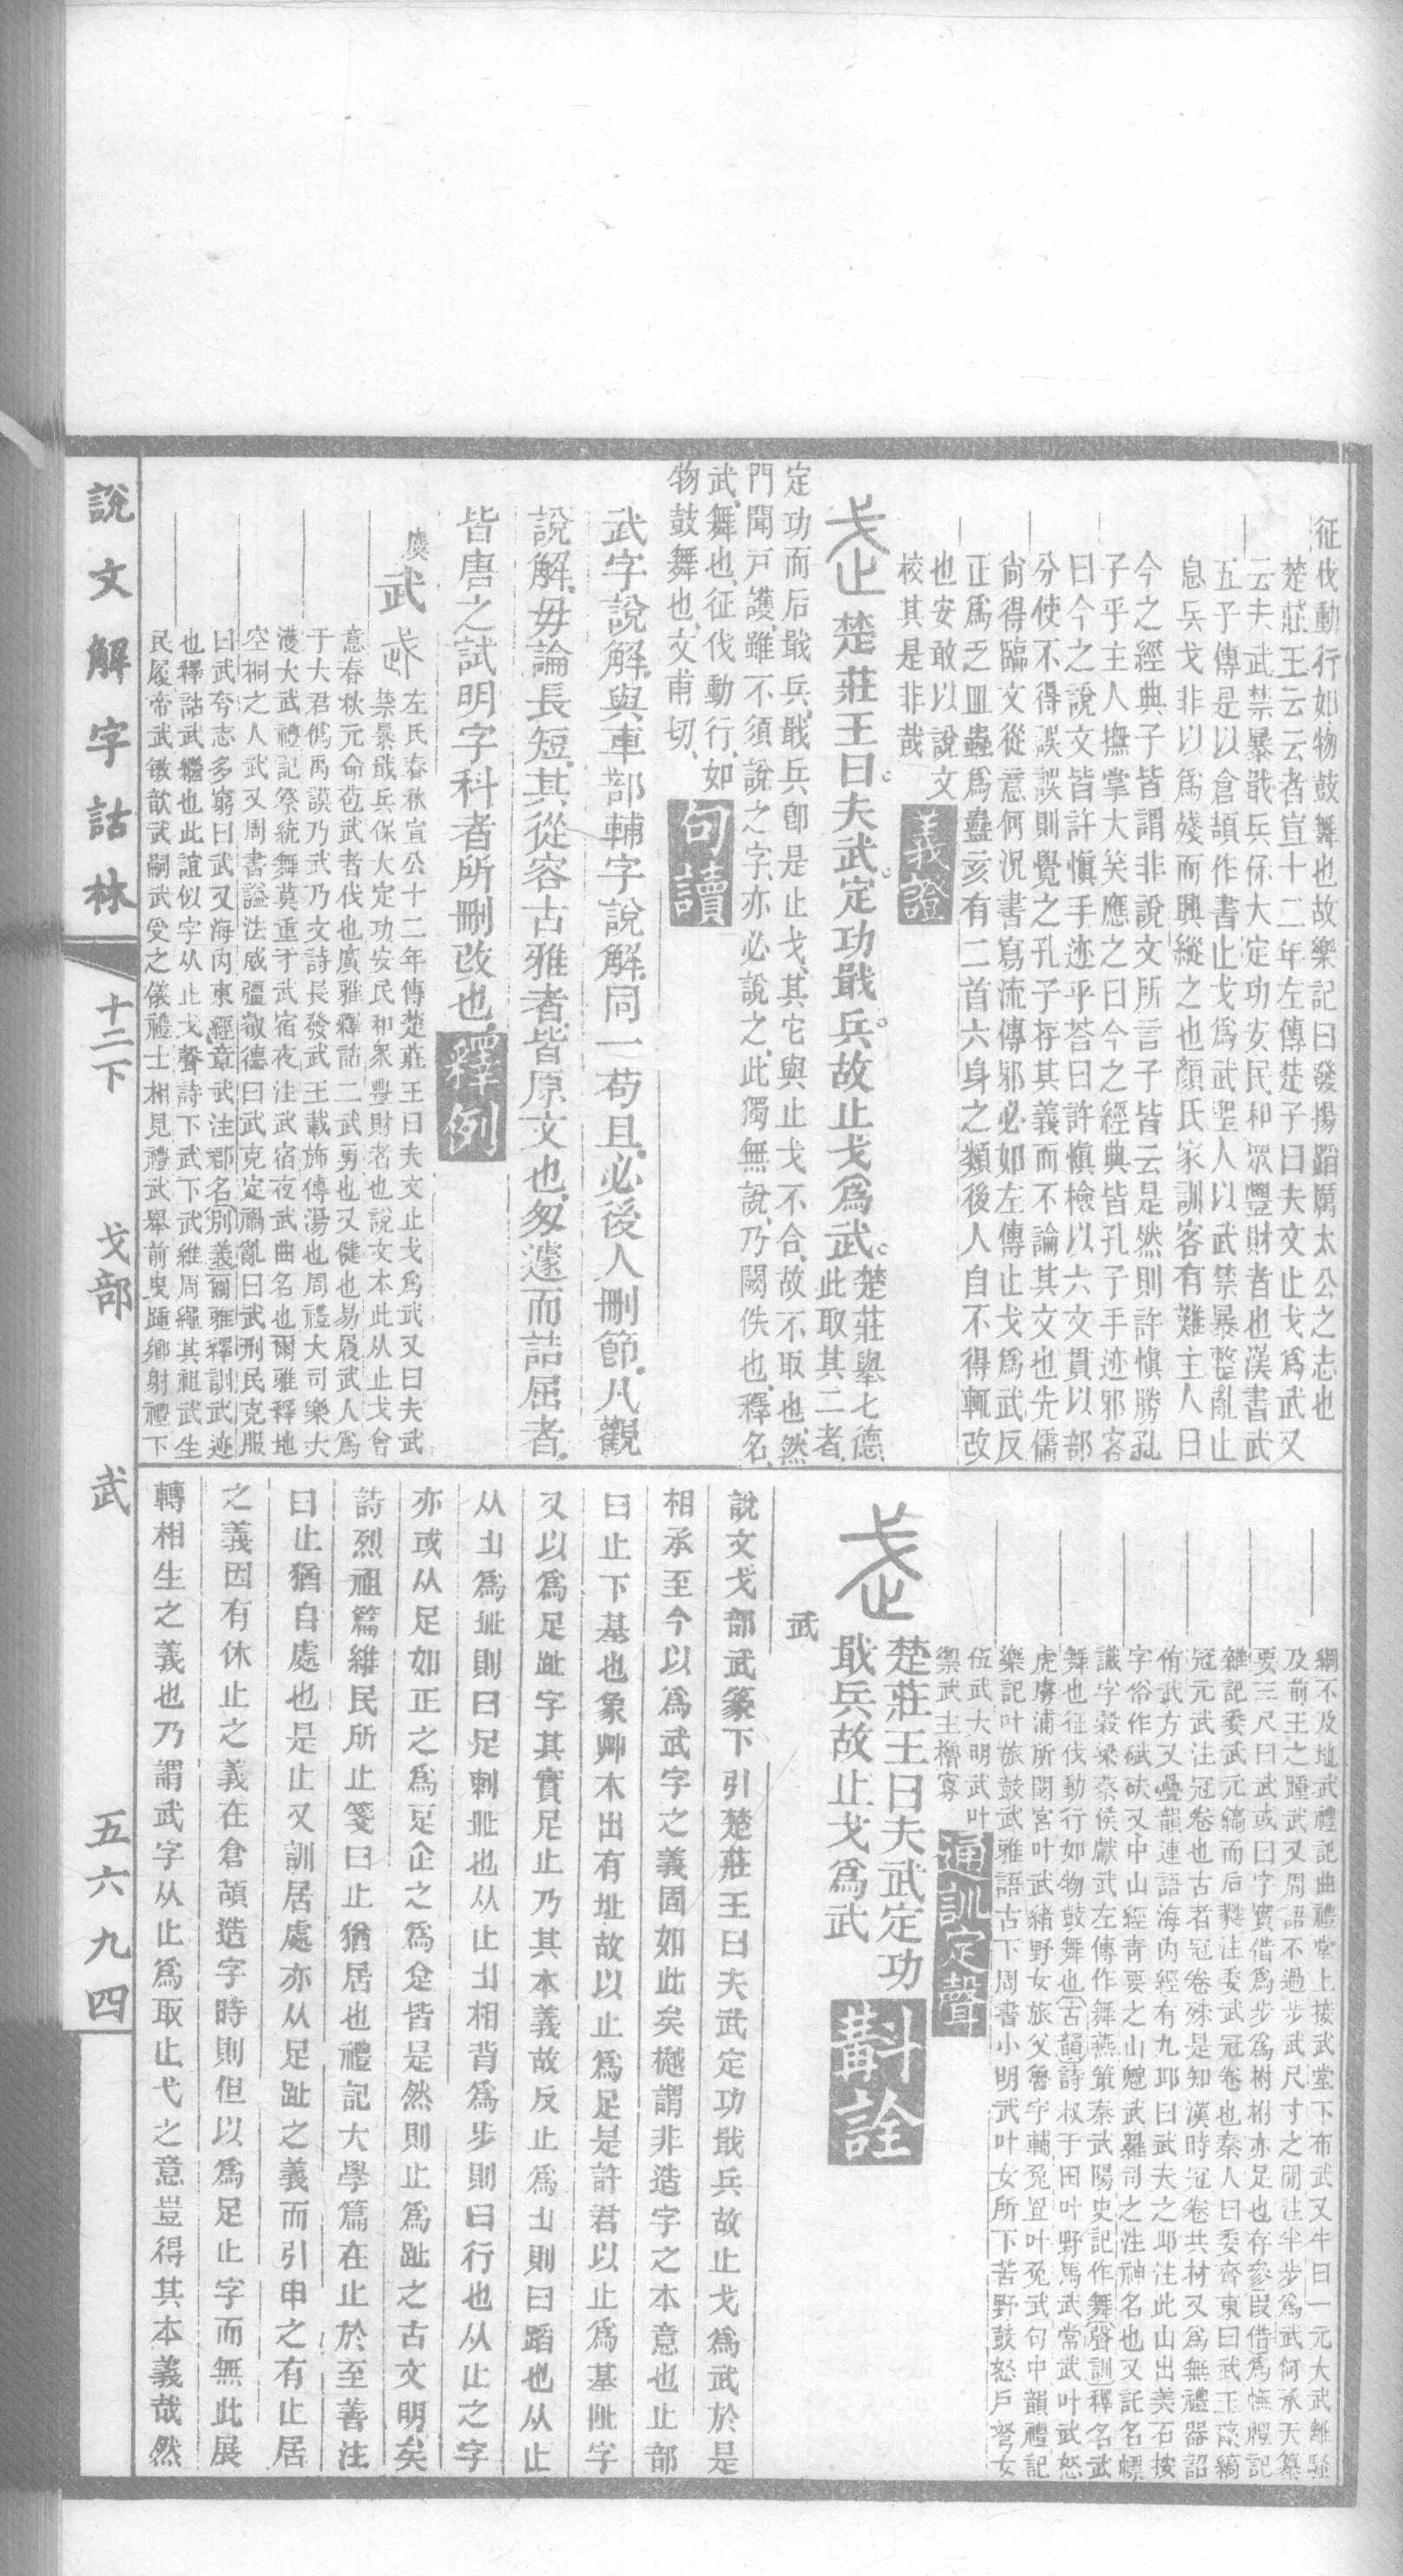 征伐動行如物鼓舞也故樂記曰發揚蹈厲太公之志也
楚莊王云云者宣十二年左傳楚子曰夫文止戈爲武又
云夫武禁暴戢兵保大定功安民和眾豐財者也漢書武
五子傳是以倉頡作書止戈爲武聖人以武禁暴整亂止
息兵戈非以爲殘而興縱之也顏氏家訓客有難主人曰
今之經典子皆謂非說文所言子皆云是然則許愼勝孔
子乎主人撫掌大笑應之曰今之經典皆孔子手迹邪客
曰今之說文皆許愼手迹乎荅曰許愼檢以六文貫以部
分使不得誤誤則覺之孔子存其義而不論其文也先儒
尙得臨文從意何況書寫流傳邪必如左傳止戈爲武反
正爲乏皿蟲爲蠱亥有二首六身之類後人自不得輒改
也安敢以說文
校其是非哉
義證
楚莊王曰夫武定功戢兵故止戈爲武
楚莊舉七德
此取其二者
定功而后戢兵戢兵卽是止戈其它與止戈不合故不取也然
門聞戸護雖不須說之字亦必說之此獨無說乃闕佚也釋名
武舞也征伐動行如
物鼓舞也文甫切
句讀
武字說解與車部輔字說解同一苟且必後人刪節凡觀
說解毋論長短其從容古雅者皆原文也匆遽而詰屈者
皆唐之試明字科者所刪改也
釋例
武
左氏春秋宣公十二年傳楚莊王曰夫文止戈爲武又曰夫武
禁暴戢兵保大定功安民和眾豐財者也說文本此从止戈會
意春秋元命苞武者伐也廣雅釋詁二武勇也又健也易履武人爲
于大君僞禹謨乃武乃文詩長發武王載旆傳湯也周禮大司樂大
濩大武禮記祭統舞莫重于武宿夜注武宿夜武曲名也爾雅釋地
空桐之人武又周書謚法威彊敵德曰武克定禍亂曰武刑民克服
曰武夸志多窮曰武又海內東經章武注郡名別義爾雅釋訓武迹
也釋詁武繼也此誼似字从止戈聲詩下武下武維周繩其祖武生
民履帝武敏歆武嗣武受之儀禮士相見禮武舉前曳踵鄉射禮下
綱不及地武禮記曲禮堂上接武堂下布武又牛曰一元大武離騷
及前王之踵武又周語不過步武尺寸之閒注半步爲武何承天纂
要三尺曰武或曰字實借爲步爲柎柎亦足也存參叚借爲憮禮記
雜記委武元縞而后蕤注委武冠卷也秦人曰委齊東曰武玉藻縞
冠元武注冠卷也古者冠卷殊是知漢時冠卷共材又爲無禮器詔
侑武方又疊韻連語海內經有九邱曰武夫之邱注此山出美石按
字俗作碔砆又中山經靑要之山䰠武羅司之注神名也又託名幖
識字穀梁蔡侯獻武左傳作舞燕策秦武陽史記作舞聲訓釋名武
舞也征伐動行如物鼓舞也古韻詩叔于田叶野馬武常武叶武怒
虎虜浦所閟宮叶武緒野女旅父魯宇輔兔罝叶兔武句中韻禮記
樂記叶旅鼓武雅語古下周書小明武叶女所下苦野鼓怒戸弩女
伍武大明武叶
禦武主櫓寡
通訓定聲
楚莊王曰夫武定功
戢兵故止戈爲武
斠詮
武
說文戈部武篆下引楚莊王曰夫武定功戢兵故止戈爲武於是
相承至今以爲武字之義固如此矣樾謂非造字之本意也止部
曰止下基也象艸木出有址故以止爲足是許君以止爲基阯字
又以爲足趾字其實足止乃其本義故反止爲𣥂則曰蹈也从止
从𣥂爲癶則曰足剌癶也从止𣥂相背爲步則曰行也从止之字
亦或从足如正之爲𤴓企之爲𠈮皆是然則止爲趾之古文明矣
詩烈祖篇維民所止箋曰止猶居也禮記大學篇在止於至善注
曰止猶自處也是止又訓居處亦从足趾之義而引申之有止居
之義因有休止之義在倉頡造字時則但以爲足止字而無此展
轉相生之義也乃謂武字从止爲取止弋之意豈得其本義哉然
說文解字詁林
十二下
戈部
武
五六九四